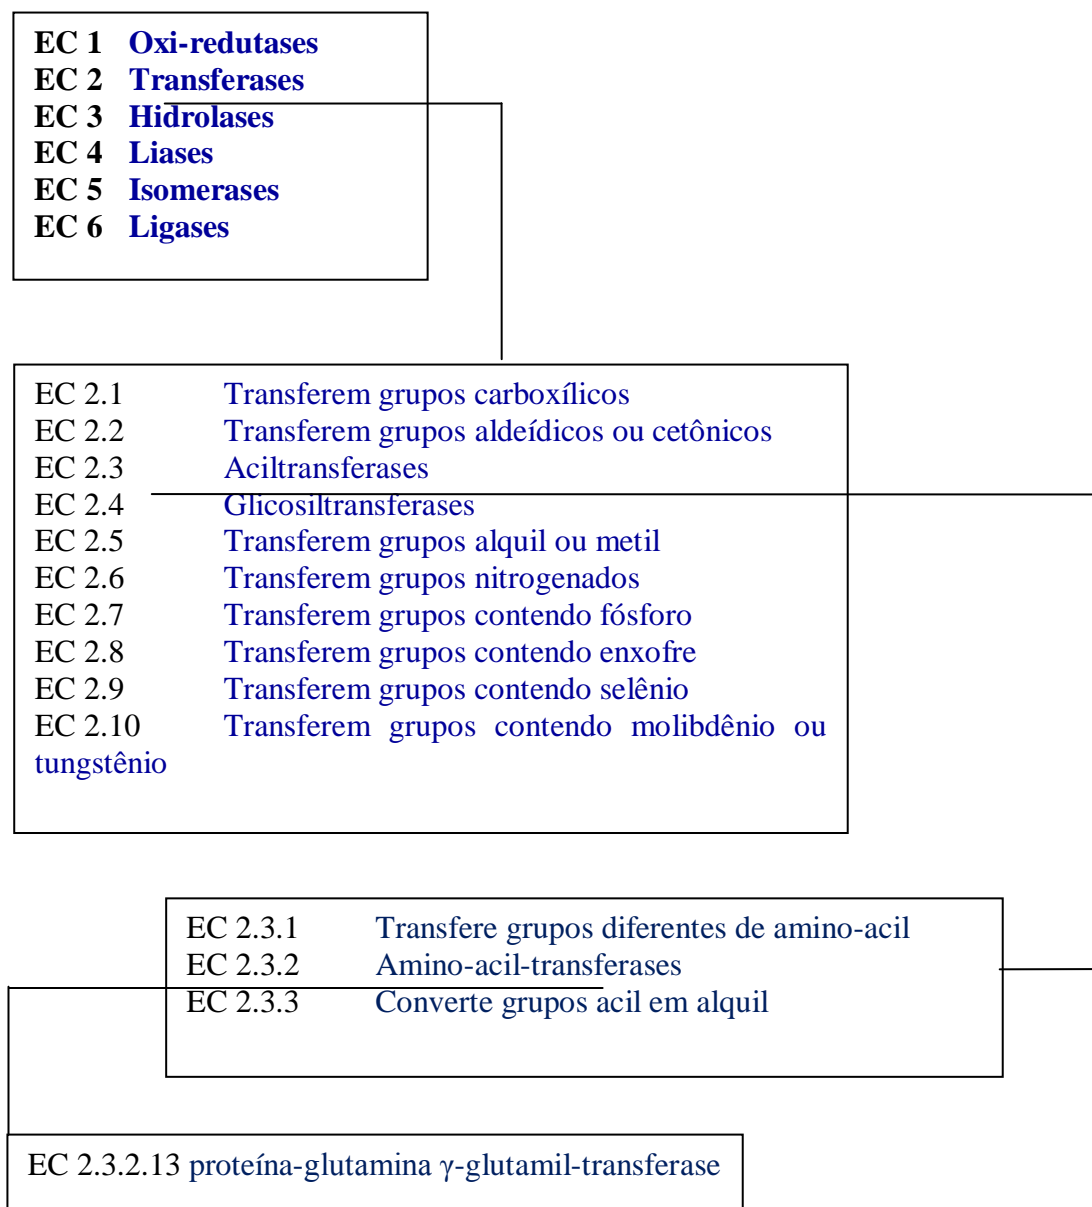 EC 1 Oxi-redutases
EC 2 Transferases
EC 3 Hidrolases
EC 4 Liases
EC 5 Isomerases
EC 6 Ligases
EC 2.1 Transferem grupos carboxílicos
EC 2.2 Transferem grupos aldeídicos ou cetônicos
EC 2.3 Aciltransferases
EC 2.4 Glicosiltransferases
EC 2.5 Transferem grupos alquil ou metil
EC 2.6 Transferem grupos nitrogenados
EC 2.7 Transferem grupos contendo fósforo
EC 2.8 Transferem grupos contendo enxofre
EC 2.9 Transferem grupos contendo selênio
EC 2.10 Transferem grupos contendo molibdênio ou
tungstênio
EC 2.3.1 Transfere grupos diferentes de amino-acil
EC 2.3.2 Amino-acil-transferases
EC 2.3.3 Converte grupos acil em alquil
EC 2.3.2.13 proteína-glutamina γ-glutamil-transferase